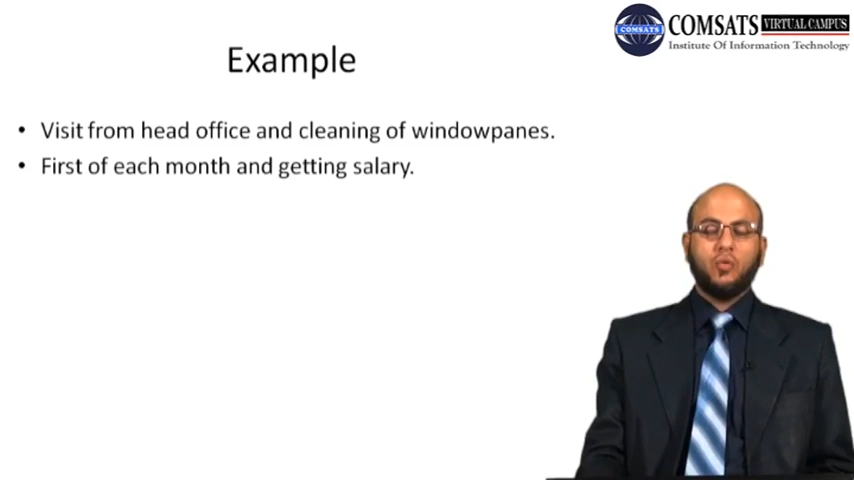 COMSATS VIRTUAL CAMPUS
Institute Of Information Technology
COMSATS
Example
• Visit from head office and cleaning of windowpanes.
• First of each month and getting salary.